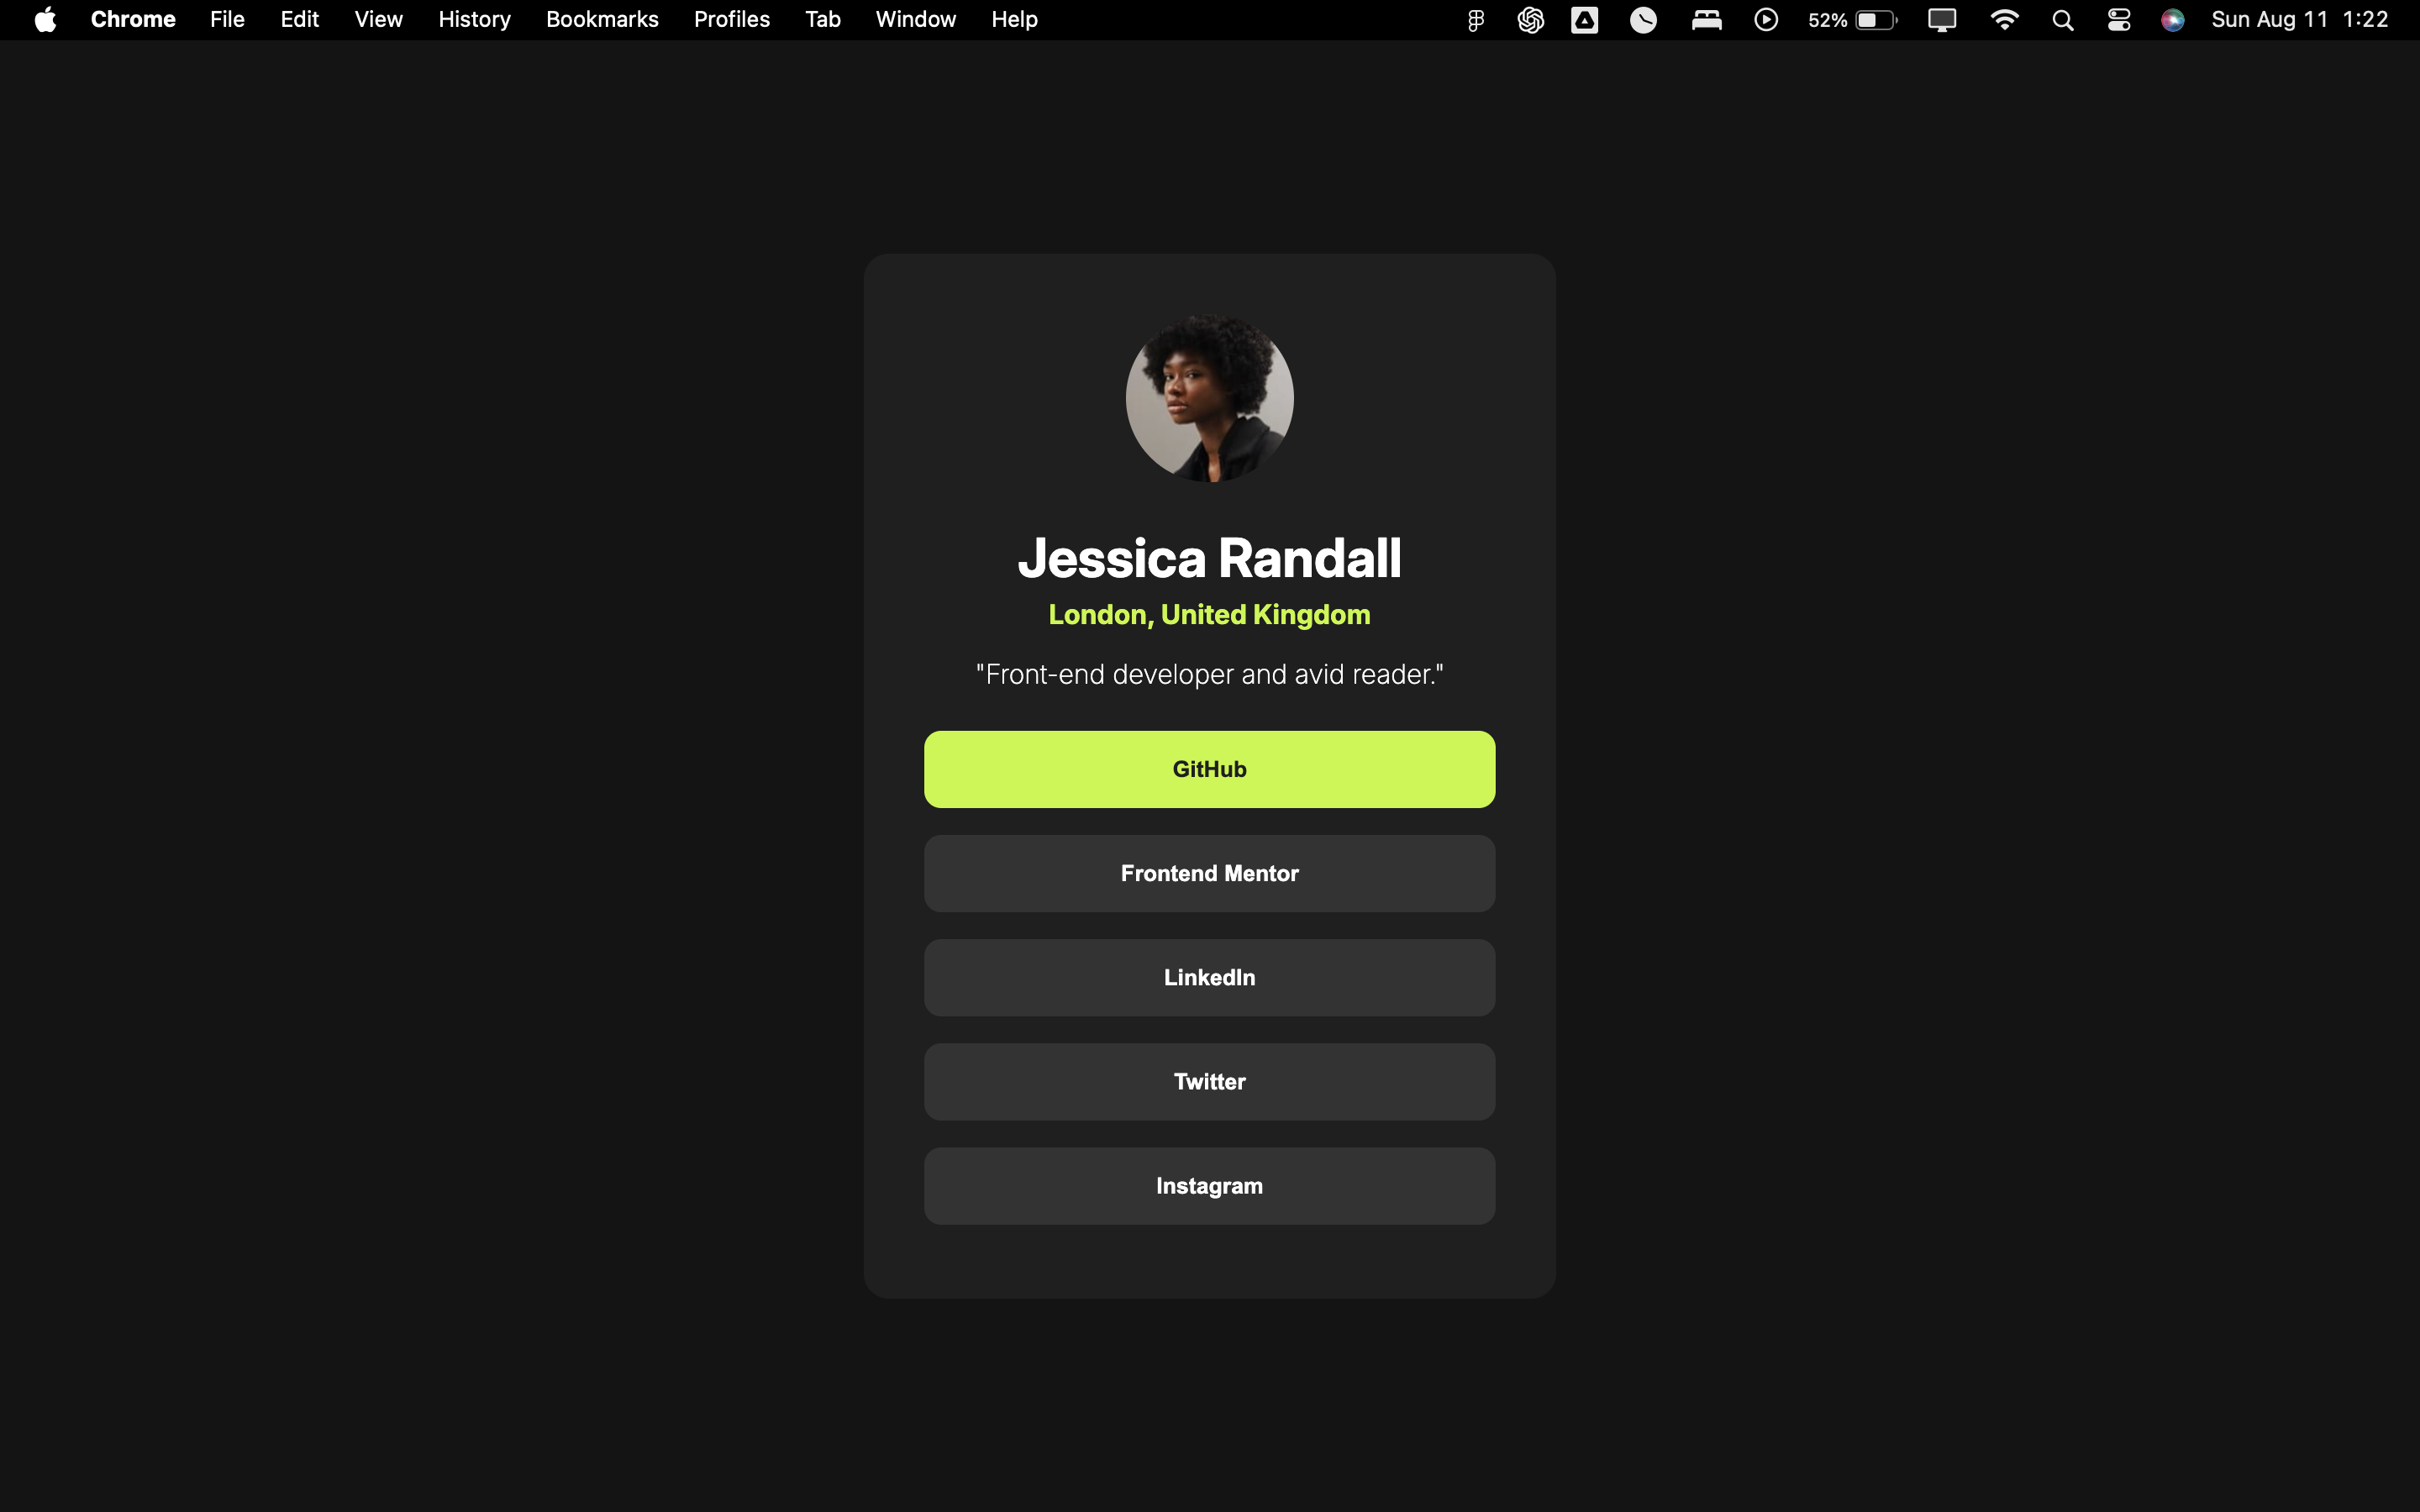 Chrome File Edit View History Bookmarks Profiles Tab Window Help 52% Sun Aug 11 1:22
Jessica Randall
London, United Kingdom
"Front-end developer and avid reader."
GitHub
Frontend Mentor
LinkedIn
Twitter
Instagram